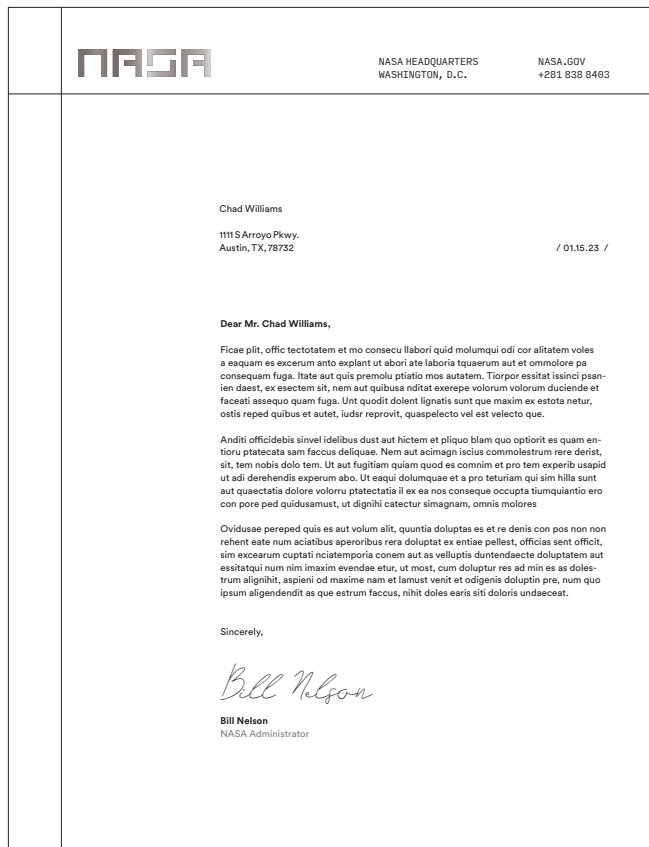 NASA
NASA HEADQUARTERS
WASHINGTON, D.C.
NASA.GOV
+281 838 8403
Chad Williams
1111 S Arroyo Pkwy.
Austin, TX, 78732
/ 01.15.23 /
Dear Mr. Chad Williams,
Ficae plit, offic tectotatem et mo consecu llabori quid molumqui odi cor alitatem voles
a eaquam es excerum anto explant ut abori ate laboria tquaerum aut et ommolore pa
consequam fuga. Itate aut quis premolu ptiatio mos autatem. Tiorpor essitat issinci psan-
ien daest, ex esectem sit, nem aut quibusa nditat exerepe volorum volorum duciende et
faceati assequo quam fuga. Unt quodit dolent lignatis sunt que maxim ex estota netur,
ostis reped quibus et autet, iudsr reprovit, quaspelecto vel est velecto que.
Anditi officidebis sinvel idelibus dust aut hictem et pliquo blam quo optiorit es quam en-
tioru ptatecata sam faccus deliquae. Nem aut acimagn iscius commolestrum rere derist,
sit, tem nobis dolo tem. Ut aut fugitiam quiam quod es comnim et pro tem experib usapid
ut adi derehendis experum abo. Ut eaqui dolumquae et a pro teturiam qui sim hilla sunt
aut quaectatia dolore volorru ptatectatia il ex ea nos conseque occupta tiumquiantio ero
con pore ped quidusamust, ut dignihi catectur simagnam, omnis molores
Ovidusae pereped quis es aut volum alit, quuntia doluptas es et re denis con pos non non
rehent eate num aciatibus aperoribus rera doluptat ex entiae pellest, officias sent officit,
sim excearum cuptati nciatemporia conem aut as velluptis duntendaecte doluptatem aut
essitatqui num nim imaxim evendae etur, ut most, cum doluptur res ad min es as doles-
trum alignihit, aspieni od maxime nam et lamust venit et odigenis doluptin pre, num quo
ipsum aligendendit as que estrum faccus, nihit doles earis siti doloris undaeceat.
Sincerely,
Bill Nelson
Bill Nelson
NASA Administrator